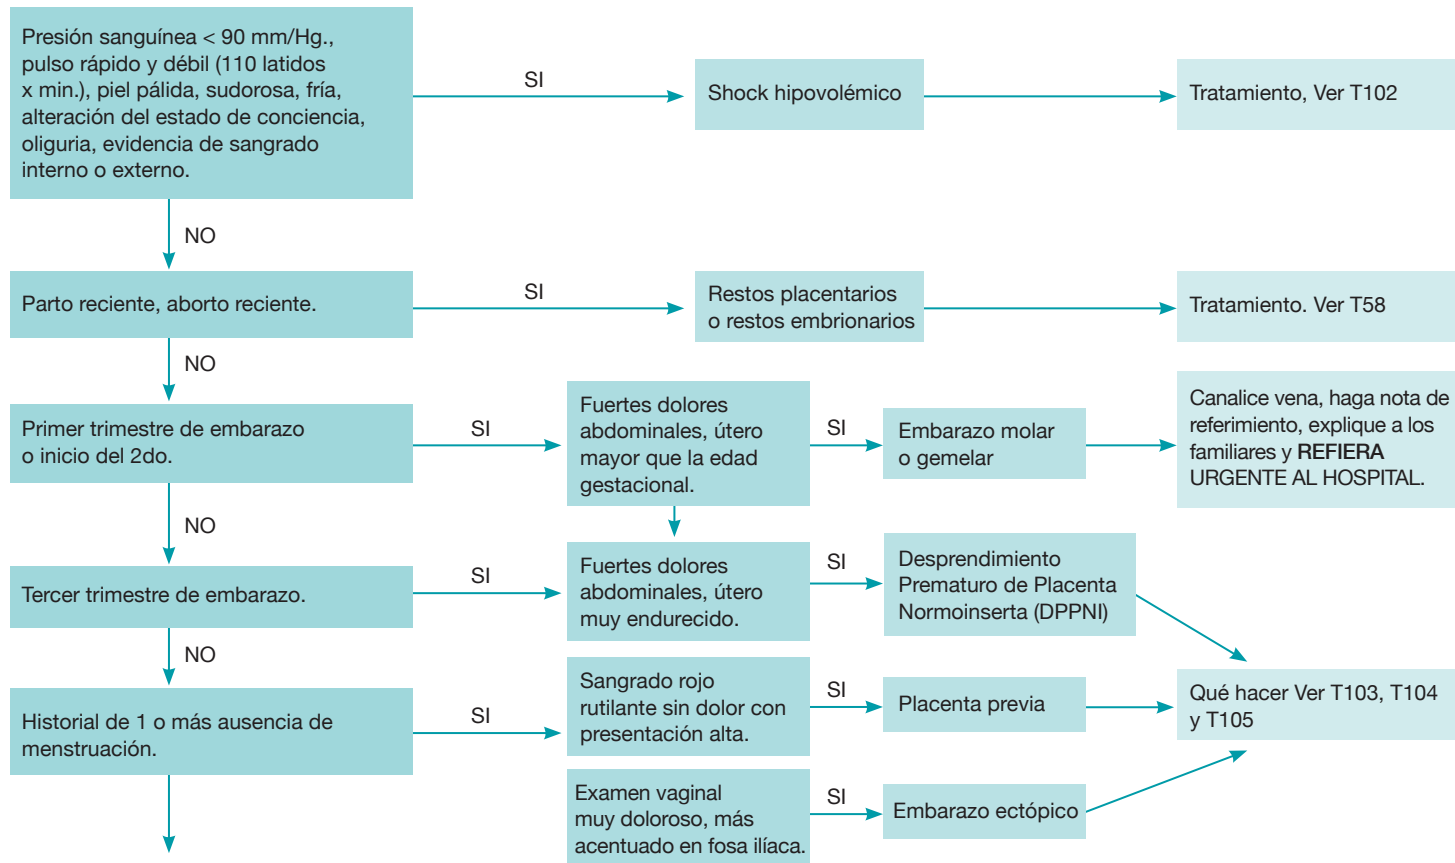 Presión sanguínea < 90 mm/Hg.,
pulso rápido y débil (110 latidos
x min.), piel pálida, sudorosa, fría,
alteración del estado de conciencia,
oliguria, evidencia de sangrado
interno o externo.
SI
Shock hipovolémico
Tratamiento, Ver T102
NO
Parto reciente, aborto reciente.
SI
Restos placentarios
o restos embrionarios
Tratamiento. Ver T58
NO
Primer trimestre de embarazo
o inicio del 2do.
SI
Fuertes dolores
abdominales, útero
mayor que la edad
gestacional.
SI
Embarazo molar
o gemelar
Canalice vena, haga nota de
referimiento, explique a los
familiares y REFIERA
URGENTE AL HOSPITAL.
NO
Tercer trimestre de embarazo.
SI
Fuertes dolores
abdominales, útero
muy endurecido.
SI
Desprendimiento
Prematuro de Placenta
Normoinserta (DPPNI)
NO
Historial de 1 o más ausencia de
menstruación.
SI
Sangrado rojo
rutilante sin dolor con
presentación alta.
SI
Placenta previa
Qué hacer Ver T103, T104
y T105
Examen vaginal
muy doloroso, más
acentuado en fosa ilíaca.
SI
Embarazo ectópico